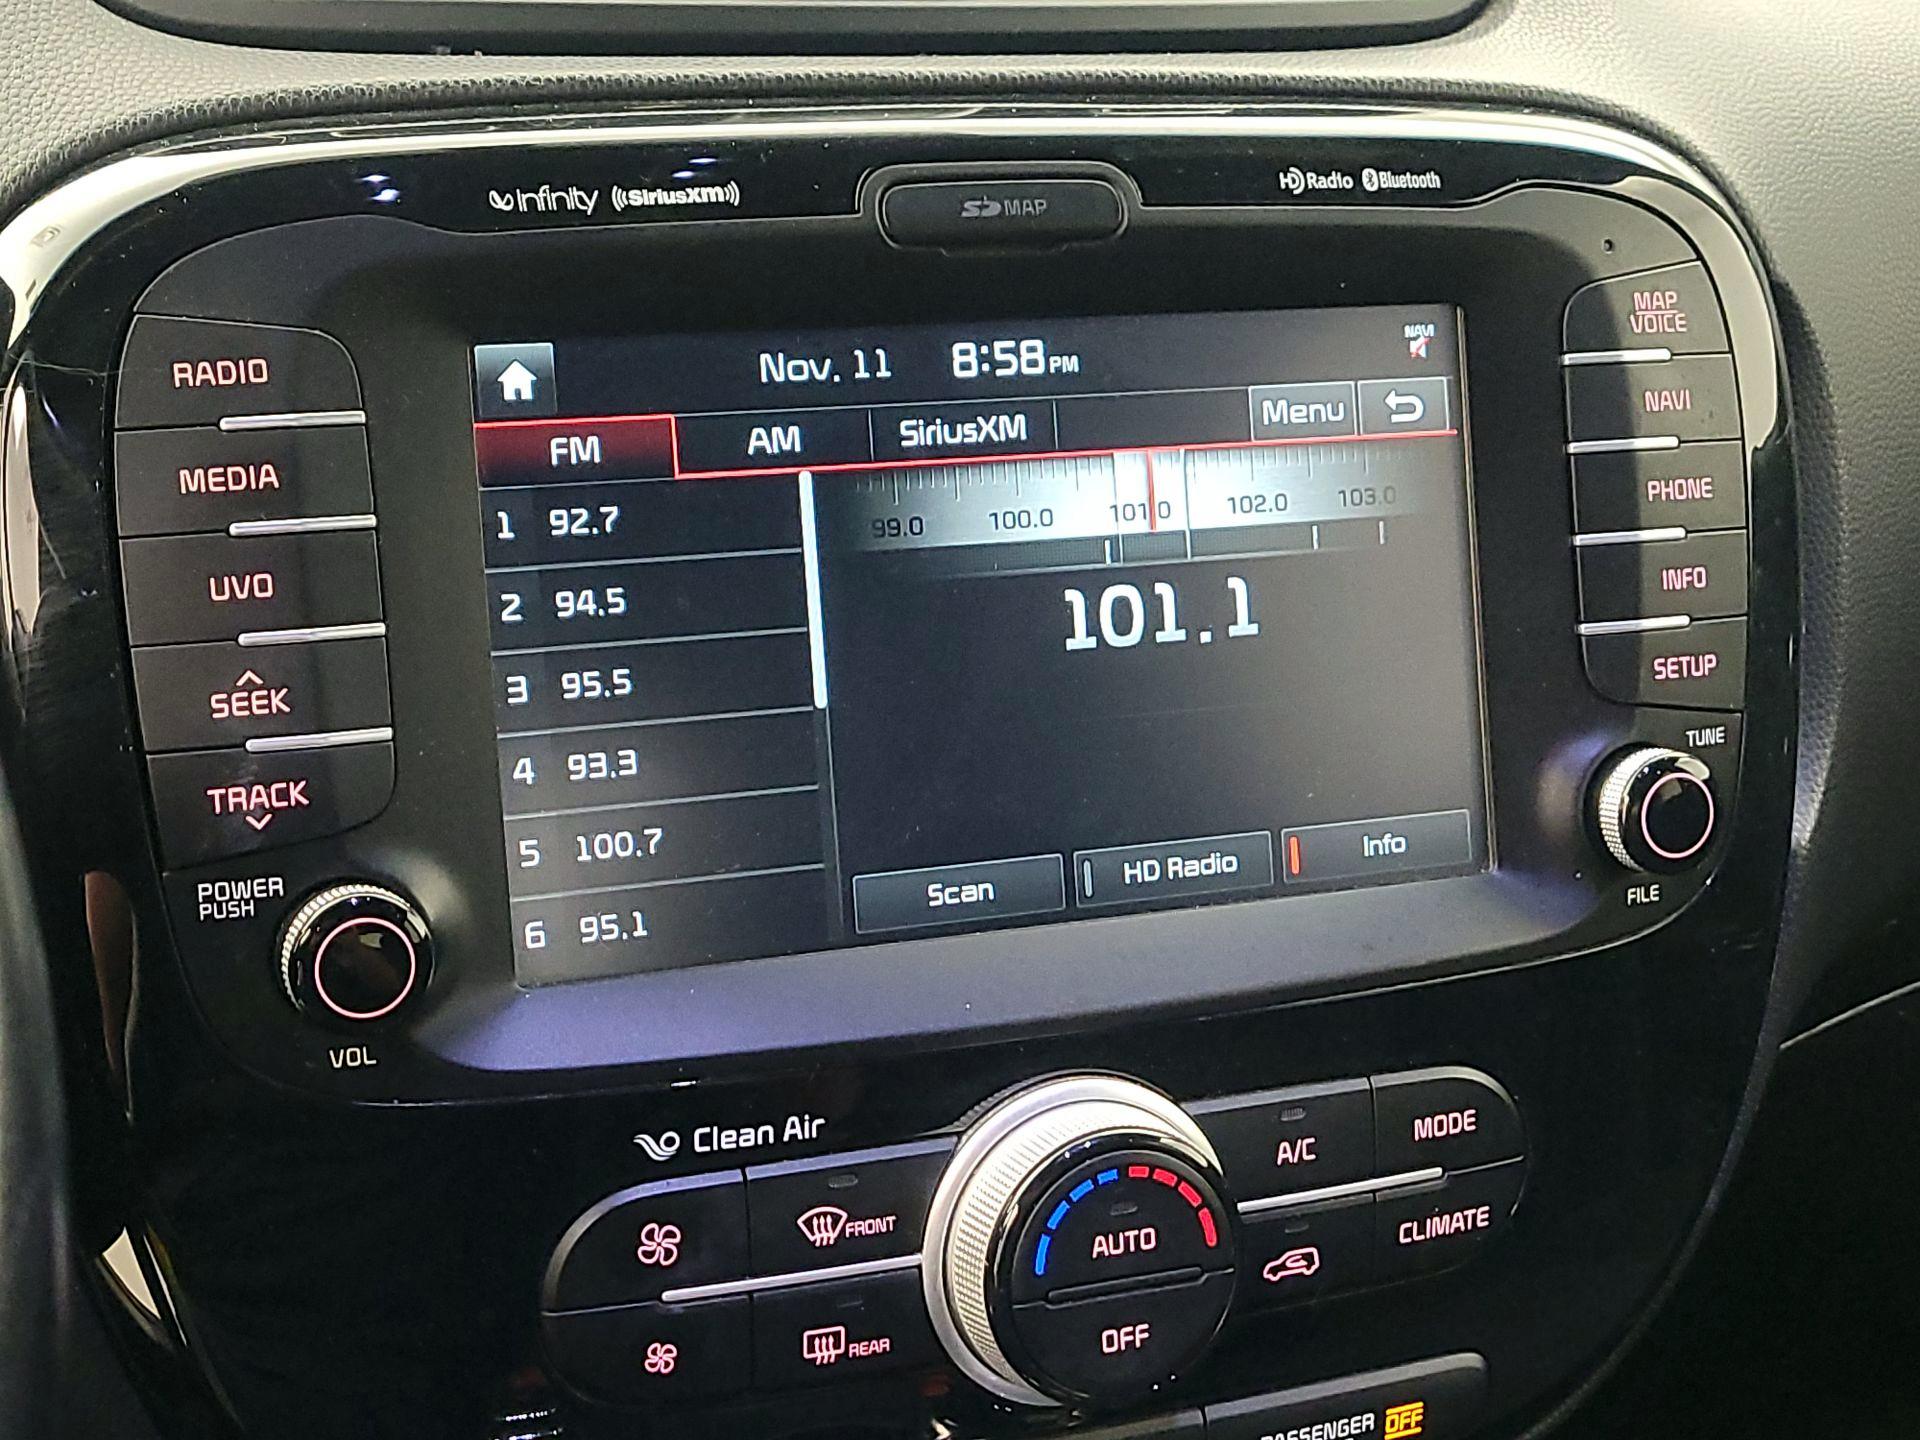 Infinity ((SiriusXM))
SD MAP
HD Radio Bluetooth
RADIO
MEDIA
UVO
SEEK
TRACK
POWER
PUSH
VOL
Nov. 11 8:58 PM
NAVI
FM AM SiriusXM Menu
1 92.7
2 94.5
3 95.5
4 93.3
5 100.7
6 95.1
99.0 100.0 101.0 102.0 103.0
101.1
Scan HD Radio Info
MAP
VOICE
NAVI
PHONE
INFO
SETUP
TUNE
FILE
Clean Air
FRONT
REAR
AUTO
OFF
A/C
MODE
CLIMATE
PASSENGER OFF